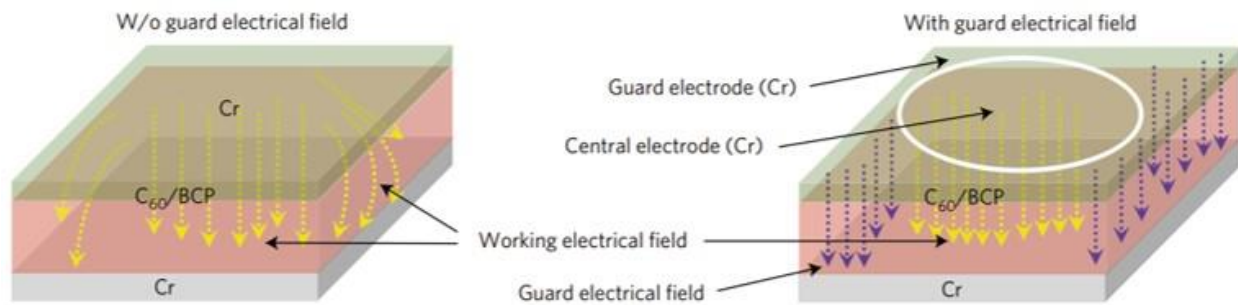 W/o guard electrical field
With guard electrical field
Guard electrode (Cr)
Cr
Central electrode (Cr)
C₆₀/BCP
C₆₀/BCP
Working electrical field
Cr
Guard electrical field
Cr